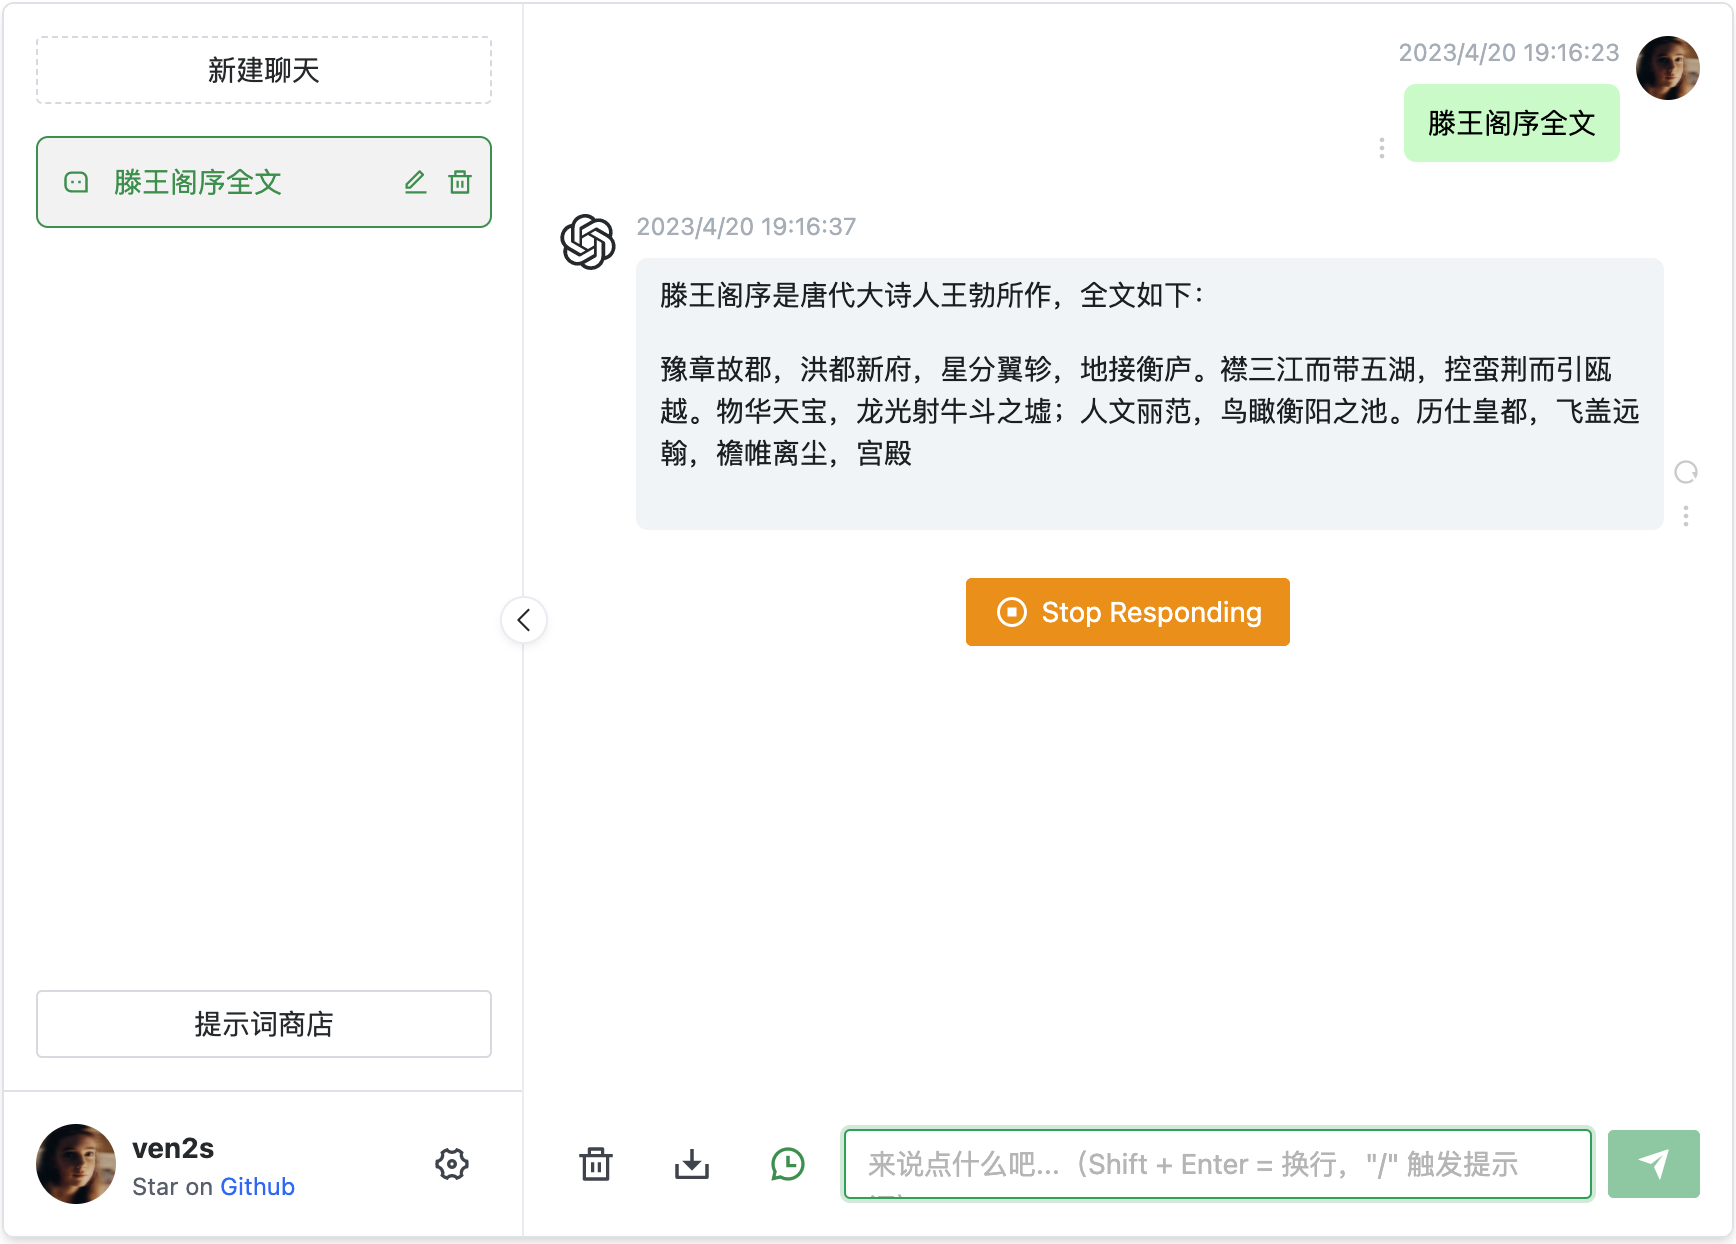 新建聊天
滕王阁序全文
提示词商店
ven2s
Star on Github
2023/4/20 19:16:23
滕王阁序全文
2023/4/20 19:16:37
滕王阁序是唐代大诗人王勃所作，全文如下：
豫章故郡，洪都新府，星分翼轸，地接衡庐。襟三江而带五湖，控蛮荆而引瓯
越。物华天宝，龙光射牛斗之墟；人文丽范，鸟瞰衡阳之池。历仕皇都，飞盖远
翰，襜帷离尘，宫殿
Stop Responding
来说点什么吧...（Shift + Enter = 换行，"/" 触发提示